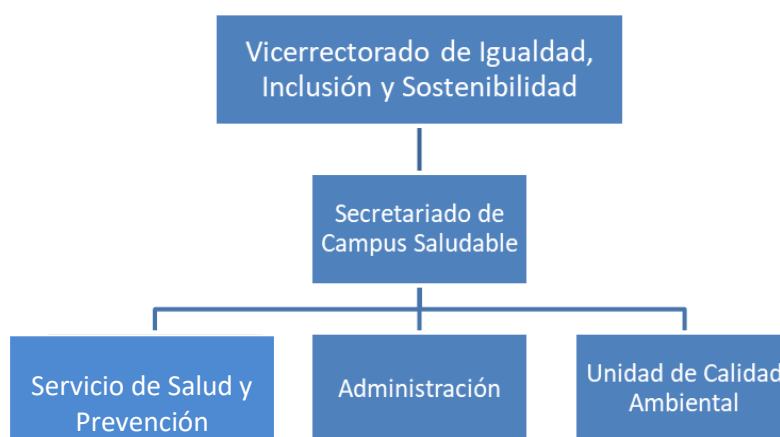 Vicerrectorado de Igualdad,
Inclusión y Sostenibilidad
Secretariado de
Campus Saludable
Servicio de Salud y
Prevención
Administración
Unidad de Calidad
Ambiental